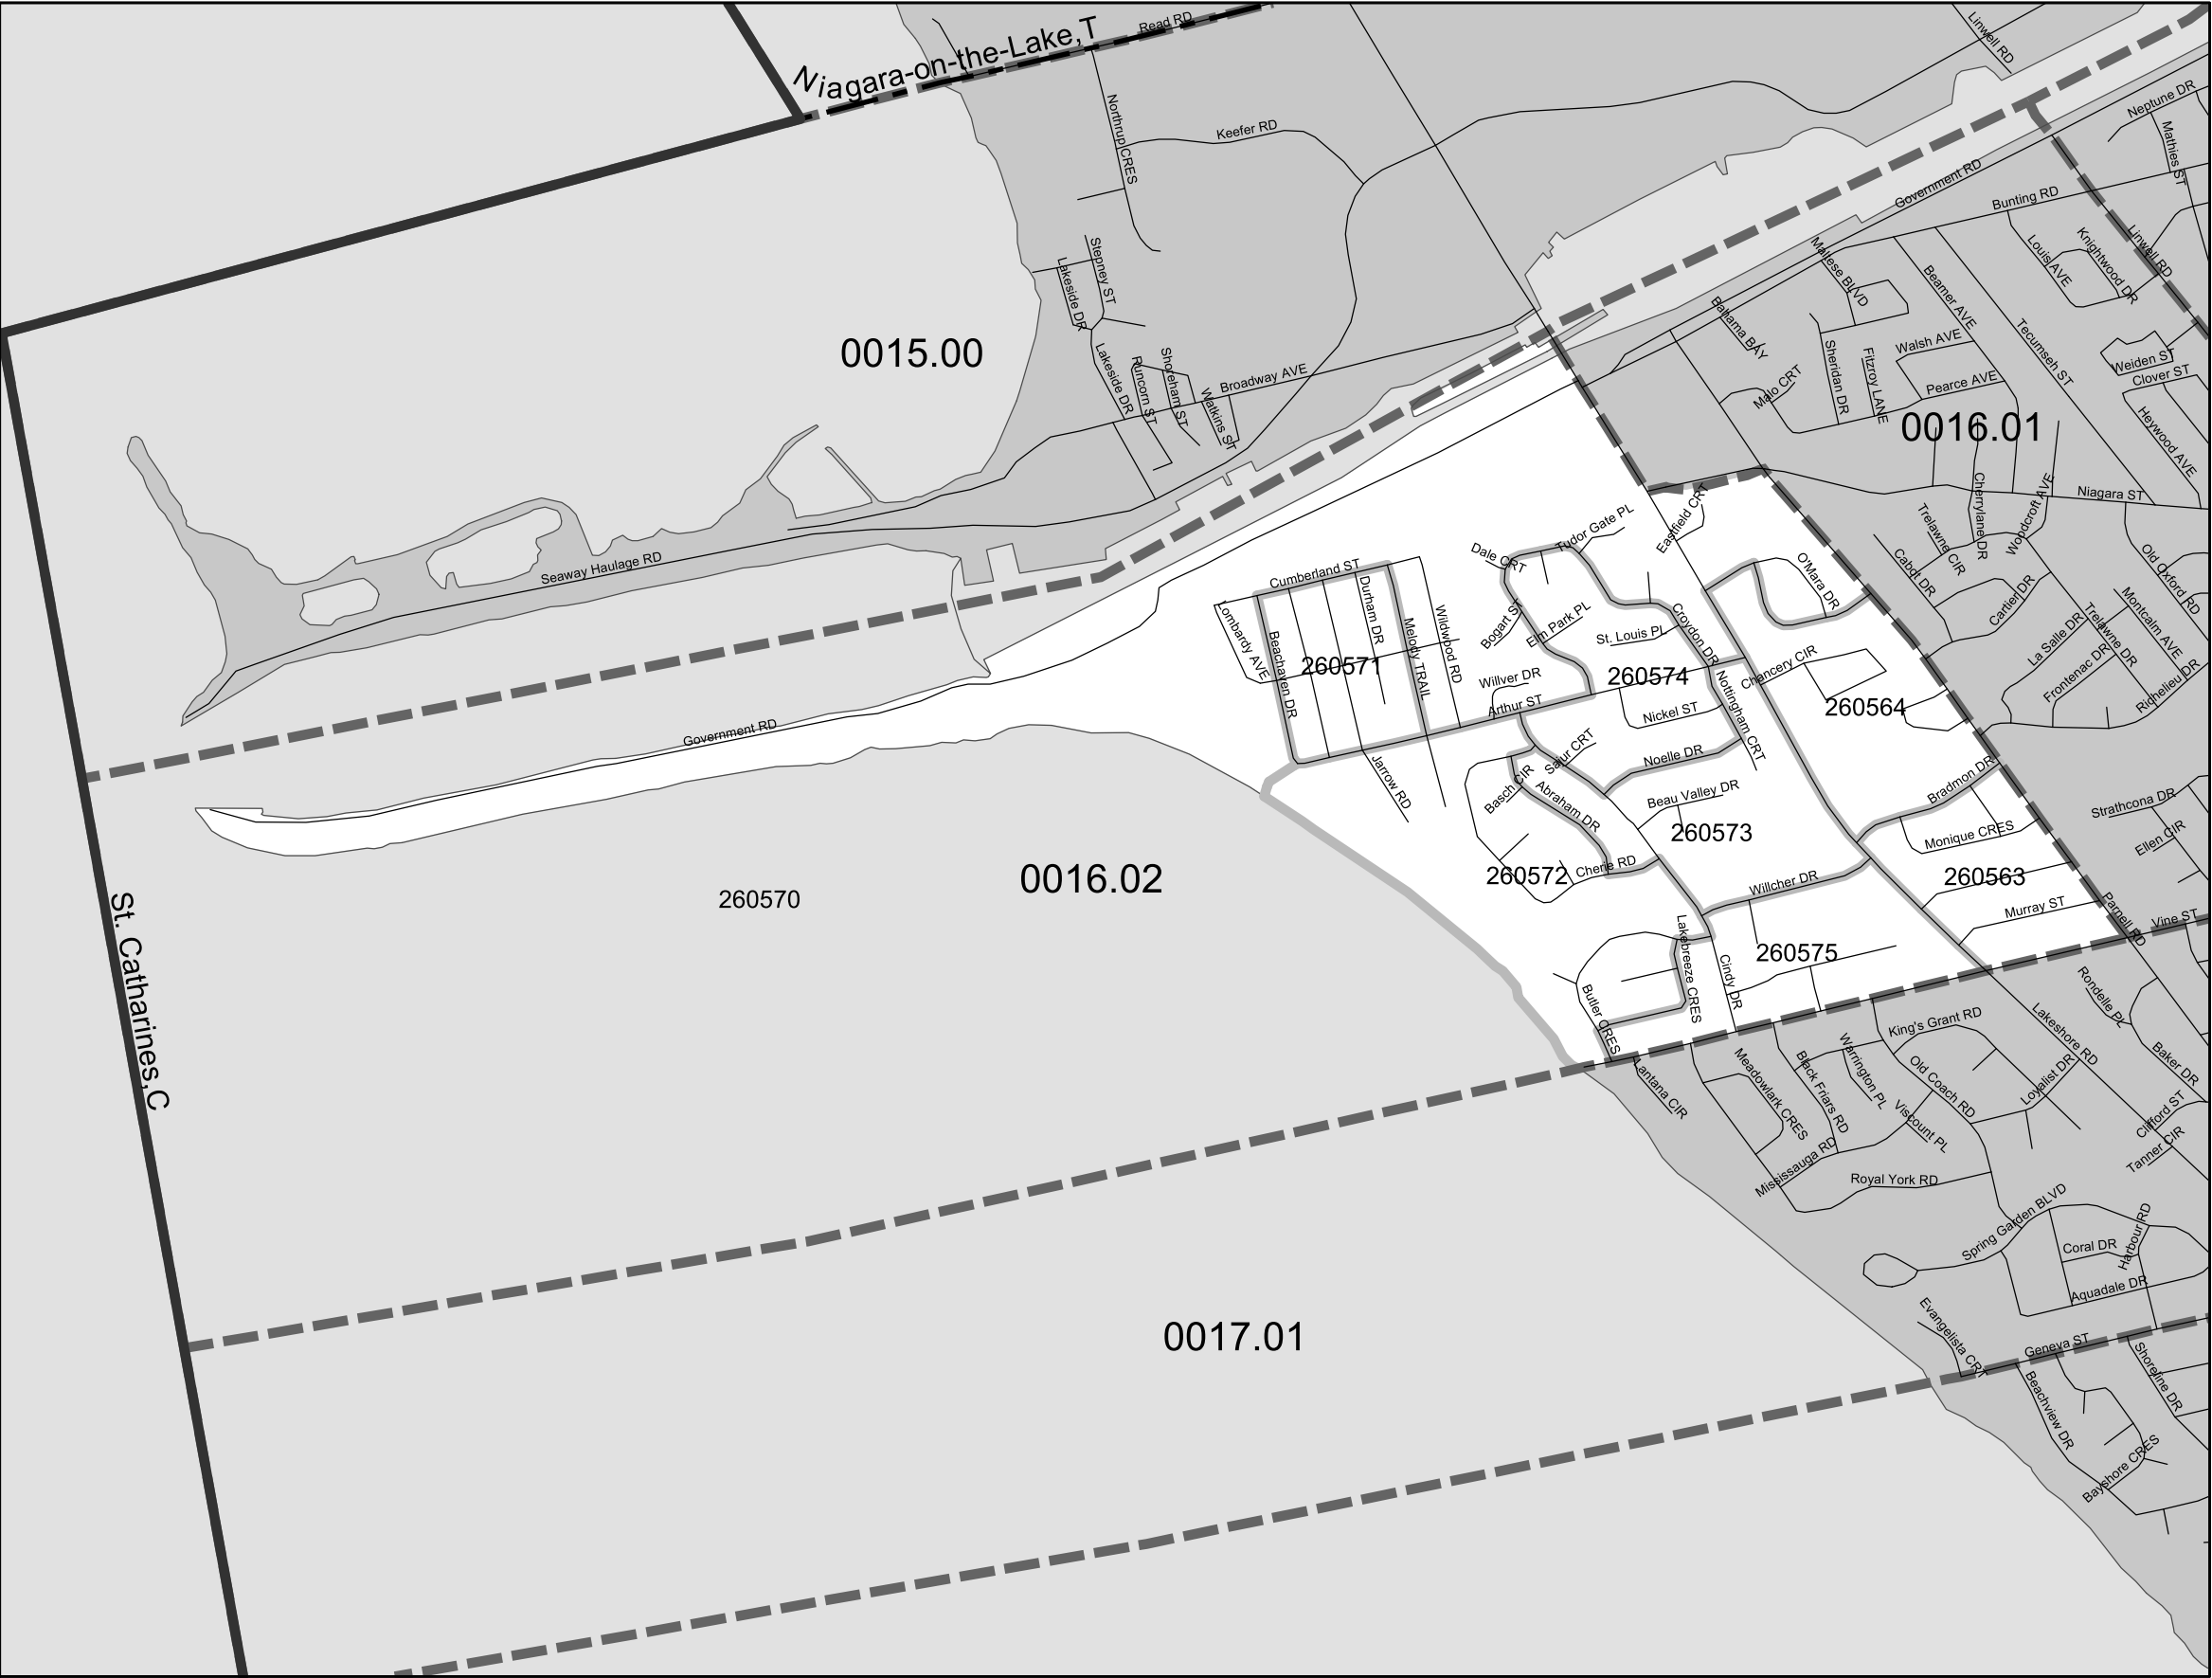 Niagara-on-the-Lake,T
Read RD
Linwell RD
Northrup CRES
Keefer RD
Neptune DR
Mathies ST
Government RD
Bunting RD
Stepney ST
Lakeside DR
Maltese BLVD
Louis AVE
Knightwood DR
Linwell RD
Beamer AVE
Bahama BAY
Tecumseh ST
0015.00
Lakeside DR
Runcorn ST
Shoreham ST
Watkins ST
Broadway AVE
Walsh AVE
Sheridan DR
Fitzroy LANE
Pearce AVE
Malo CRT
Weiden ST
Clover ST
Heywood AVE
0016.01
Niagara ST
Cherrylane DR
Woodcroft AVE
Trelawne CIR
Cabot DR
Cartier DR
Old Oxford RD
Montcalm AVE
Trelawne DR
La Salle DR
Frontenac DR
Richelieu DR
Seaway Haulage RD
Eastfield CRT
Tudor Gate PL
Dale CRT
Cumberland ST
Durham DR
Lombardy AVE
Beachaven DR
Melody TRAIL
Wildwood RD
Bogart ST
Elm Park PL
St. Louis PL
Croydon DR
O'Mara DR
Chancery CIR
260571
260574
260564
Willver DR
Arthur ST
Nickel ST
Nottingham CRT
Noelle DR
Government RD
Jarrow RD
Sajur CRT
Basch CIR
Abraham DR
Beau Valley DR
260573
Bradmon DR
Monique CRES
Strathcona DR
Ellen CIR
260572
Cherie RD
Willcher DR
260563
Murray ST
Parnell RD
Vine ST
0016.02
260570
260575
Lakebreeze CRES
Cindy DR
Butler CRES
St. Catharines,C
Rondelle PL
Lakeshore RD
King's Grant RD
Lantana CIR
Meadowlark CRES
Black Friars RD
Warrington PL
Old Coach RD
Loyalist DR
Viscount PL
Baker DR
Clifford ST
Tanner CIR
Mississauga RD
Royal York RD
Spring Garden BLVD
Coral DR
Harbour RD
Aquadale DR
0017.01
Evangelista CRT
Geneva ST
Shoreline DR
Beachview DR
Bayshore CRES